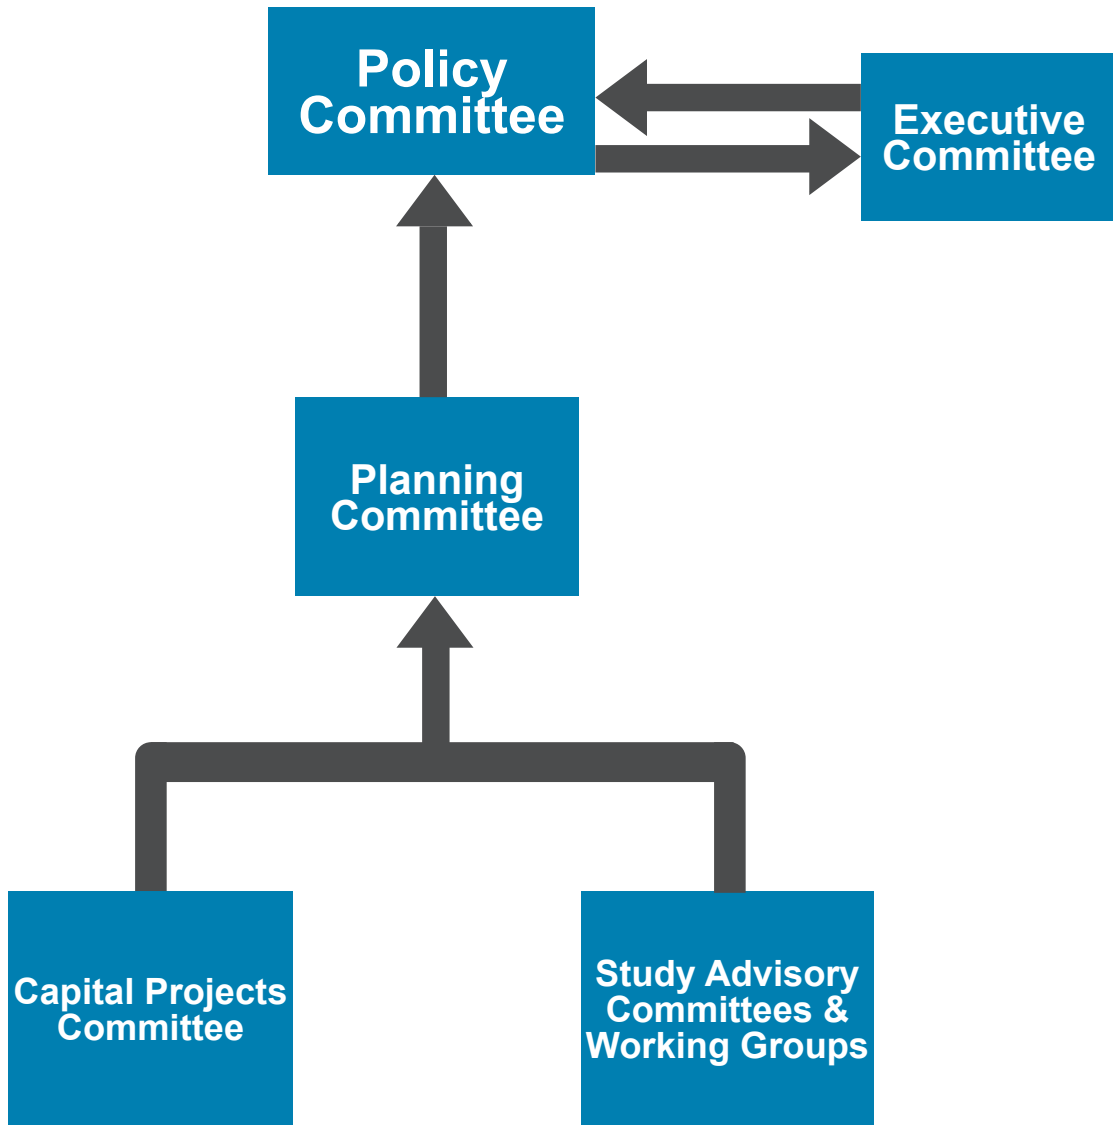 Policy
Committee
Executive
Committee
Planning
Committee
Capital Projects
Committee
Study Advisory
Committees &
Working Groups